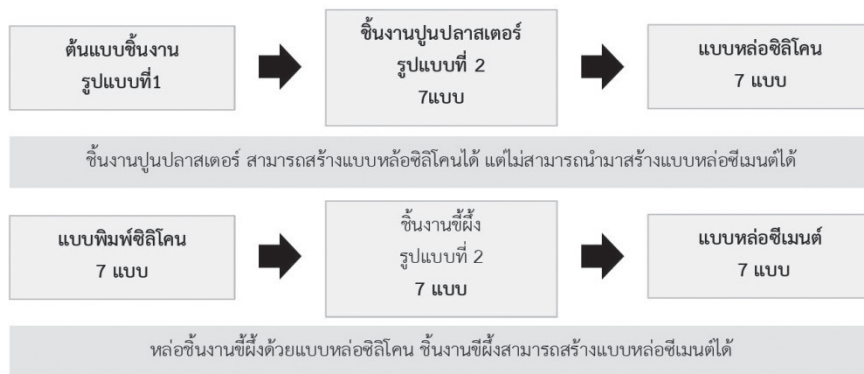 ต้นแบบชิ้นงาน
รูปแบบที่1
ชิ้นงานปูนปลาสเตอร์
รูปแบบที่ 2
7แบบ
แบบหล่อซิลิโคน
7 แบบ
ชิ้นงานปูนปลาสเตอร์ สามารถสร้างแบบหล้อซิลิโคนได้ แต่ไม่สามารถนำมาสร้างแบบหล่อซีเมนต์ได้
แบบพิมพ์ซิลิโคน
7 แบบ
ชิ้นงานขี้ผึ้ง
รูปแบบที่ 2
7 แบบ
แบบหล่อซีเมนต์
7 แบบ
หล่อชิ้นงานขี้ผึ้งด้วยแบบหล่อซิลิโคน ชิ้นงานขีผึ้งสามารถสร้างแบบหล่อซีเมนต์ได้